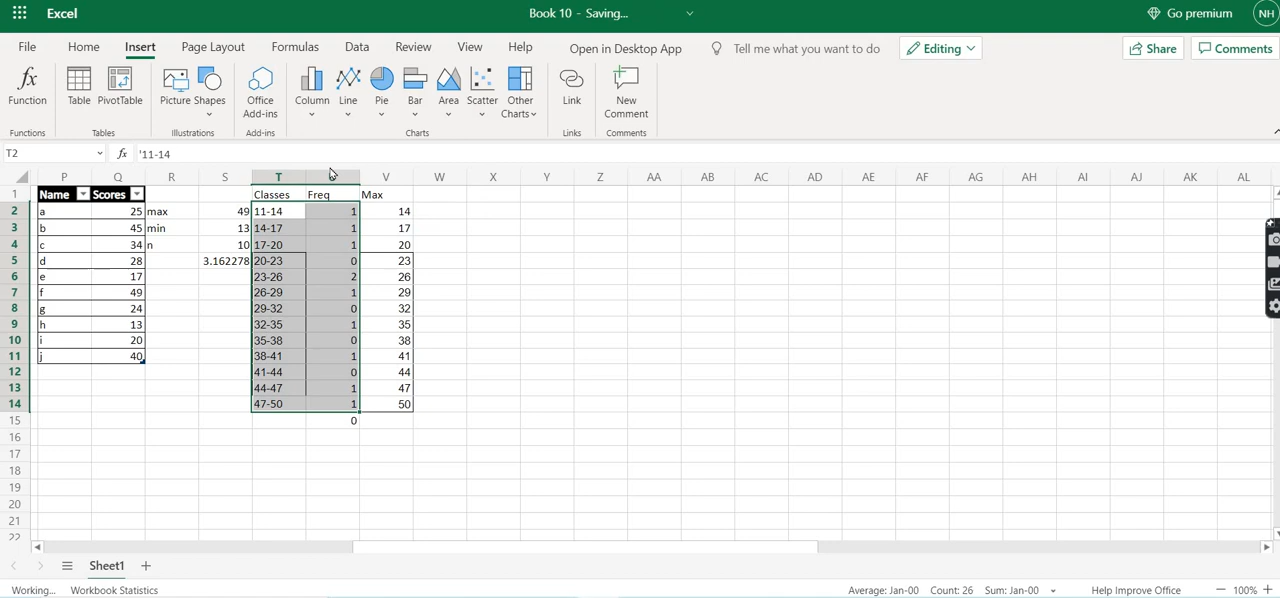 Excel Book 10 - Saving... Go premium NH
File Home Insert Page Layout Formulas Data Review View Help Open in Desktop App Tell me what you want to do Editing Share Comments
Function Table PivotTable Picture Shapes Office Add-ins Column Line Pie Bar Area Scatter Other Charts Link New Comment
Functions Tables Illustrations Add-ins Charts Links Comments
T2 fx '11-14
P Q R S T V W X Y Z AA AB AC AD AE AF AG AH AI AJ AK AL
1 Name Scores Classes Freq Max
2 a 25 max 49 11-14 1 14
3 b 45 min 13 14-17 1 17
4 c 34 n 10 17-20 1 20
5 d 28 3.162278 20-23 0 23
6 e 17 23-26 2 26
7 f 49 26-29 1 29
8 g 24 29-32 0 32
9 h 13 32-35 1 35
10 i 20 35-38 0 38
11 j 40 38-41 1 41
12 41-44 0 44
13 44-47 1 47
14 47-50 1 50
15 0
16
17
18
19
20
21
22
Sheet1
Working... Workbook Statistics Average: Jan-00 Count: 26 Sum: Jan-00 Help Improve Office 100%